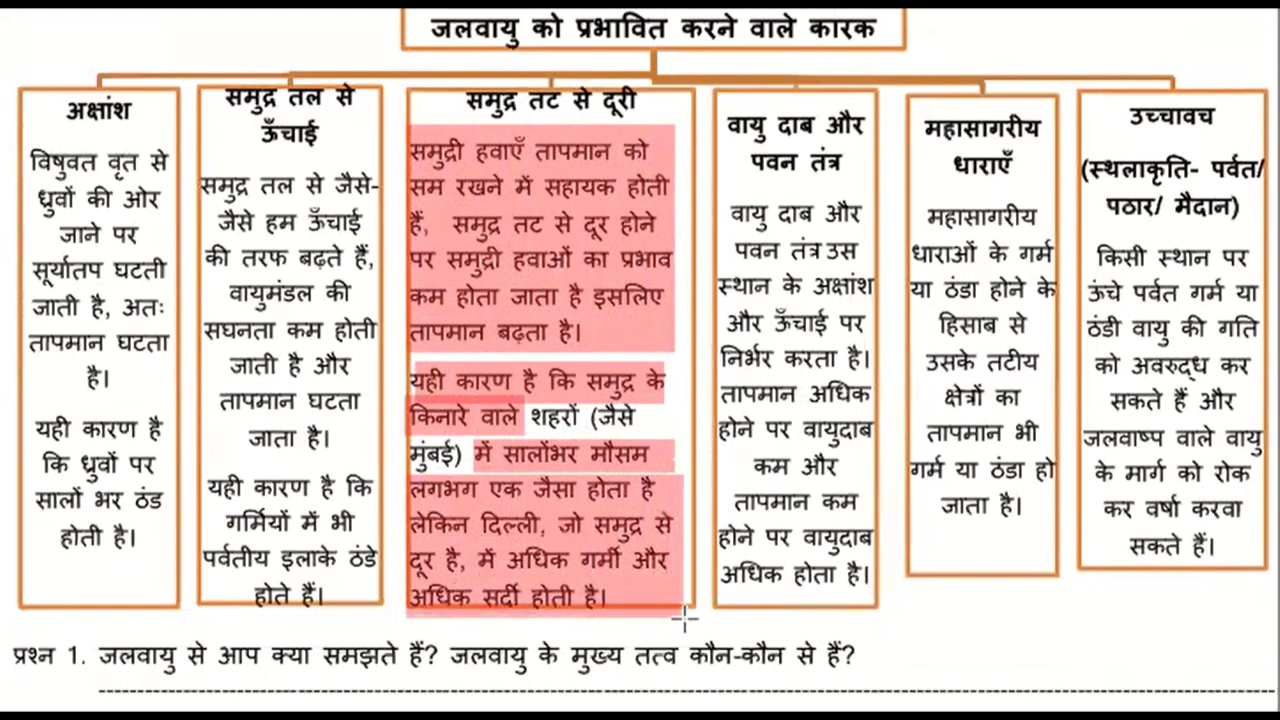 जलवायु को प्रभावित करने वाले कारक
अक्षांश
विषुवत वृत से
ध्रुवों की ओर
जाने पर
सूर्यातप घटती
जाती है, अतः
तापमान घटता
है।
यही कारण है
कि ध्रुवों पर
सालों भर ठंड
होती है।
समुद्र तल से
ऊँचाई
समुद्र तल से जैसे-
जैसे हम ऊँचाई
की तरफ बढ़ते हैं,
वायुमंडल की
सघनता कम होती
जाती है और
तापमान घटता
जाता है।
यही कारण है कि
गर्मियों में भी
पर्वतीय इलाके ठंडे
होते हैं।
समुद्र तट से दूरी
समुद्री हवाएँ तापमान को
सम रखने में सहायक होती
हैं, समुद्र तट से दूर होने
पर समुद्री हवाओं का प्रभाव
कम होता जाता है इसलिए
तापमान बढ़ता है।
यही कारण है कि समुद्र के
किनारे वाले शहरों (जैसे
मुंबई) में सालोंभर मौसम
लगभग एक जैसा होता है
लेकिन दिल्ली, जो समुद्र से
दूर है, में अधिक गर्मी और
अधिक सर्दी होती है।
वायु दाब और
पवन तंत्र
वायु दाब और
पवन तंत्र उस
स्थान के अक्षांश
और ऊँचाई पर
निर्भर करता है।
तापमान अधिक
होने पर वायुदाब
कम और
तापमान कम
होने पर वायुदाब
अधिक होता है।
महासागरीय
धाराएँ
महासागरीय
धाराओं के गर्म
या ठंडा होने के
हिसाब से
उसके तटीय
क्षेत्रों का
तापमान भी
गर्म या ठंडा हो
जाता है।
उच्चावच
(स्थलाकृति- पर्वत/
पठार/ मैदान)
किसी स्थान पर
ऊंचे पर्वत गर्म या
ठंडी वायु की गति
को अवरुद्ध कर
सकते हैं और
जलवाष्प वाले वायु
के मार्ग को रोक
कर वर्षा करवा
सकते हैं।
प्रश्न 1. जलवायु से आप क्या समझते हैं? जलवायु के मुख्य तत्व कौन-कौन से हैं?